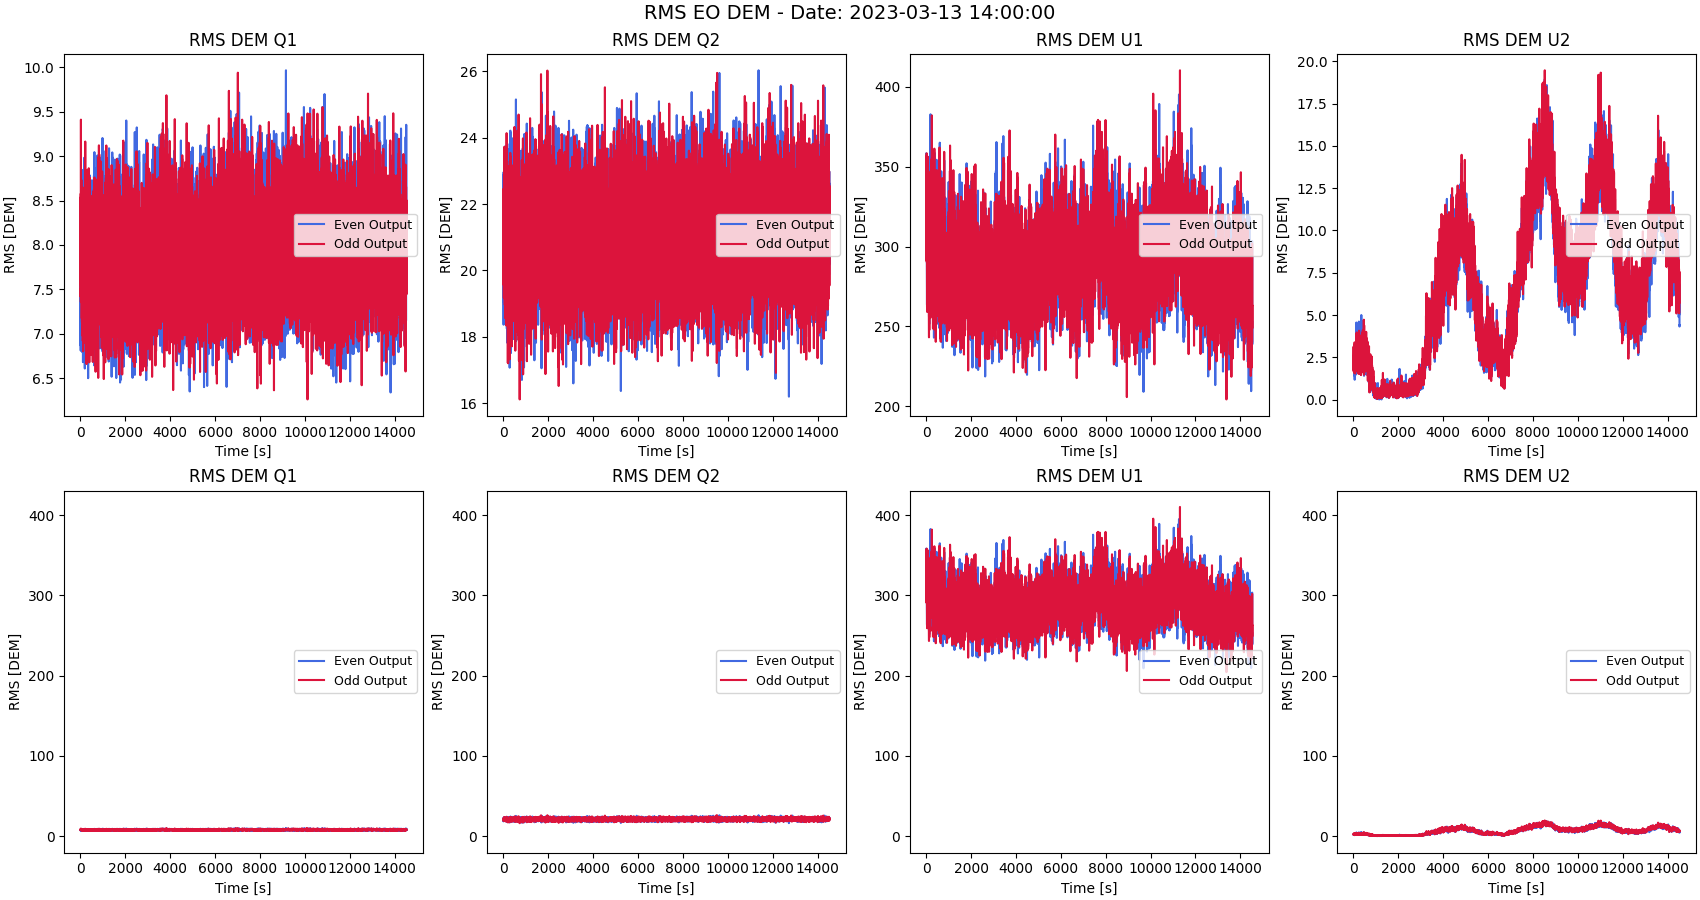 RMS EO DEM - Date: 2023-03-13 14:00:00
RMS DEM Q1
RMS [DEM]
10.0
9.5
9.0
8.5
8.0
7.5
7.0
6.5
Even Output
Odd Output
0 2000 4000 6000 8000 10000 12000 14000
Time [s]
RMS DEM Q2
RMS [DEM]
26
24
22
20
18
16
Even Output
Odd Output
0 2000 4000 6000 8000 10000 12000 14000
Time [s]
RMS DEM U1
RMS [DEM]
400
350
300
250
200
Even Output
Odd Output
0 2000 4000 6000 8000 10000 12000 14000
Time [s]
RMS DEM U2
RMS [DEM]
20.0
17.5
15.0
12.5
10.0
7.5
5.0
2.5
0.0
Even Output
Odd Output
0 2000 4000 6000 8000 10000 12000 14000
Time [s]
RMS DEM Q1
RMS [DEM]
400
300
200
100
0
Even Output
Odd Output
0 2000 4000 6000 8000 10000 12000 14000
Time [s]
RMS DEM Q2
RMS [DEM]
400
300
200
100
0
Even Output
Odd Output
0 2000 4000 6000 8000 10000 12000 14000
Time [s]
RMS DEM U1
RMS [DEM]
400
300
200
100
0
Even Output
Odd Output
0 2000 4000 6000 8000 10000 12000 14000
Time [s]
RMS DEM U2
RMS [DEM]
400
300
200
100
0
Even Output
Odd Output
0 2000 4000 6000 8000 10000 12000 14000
Time [s]